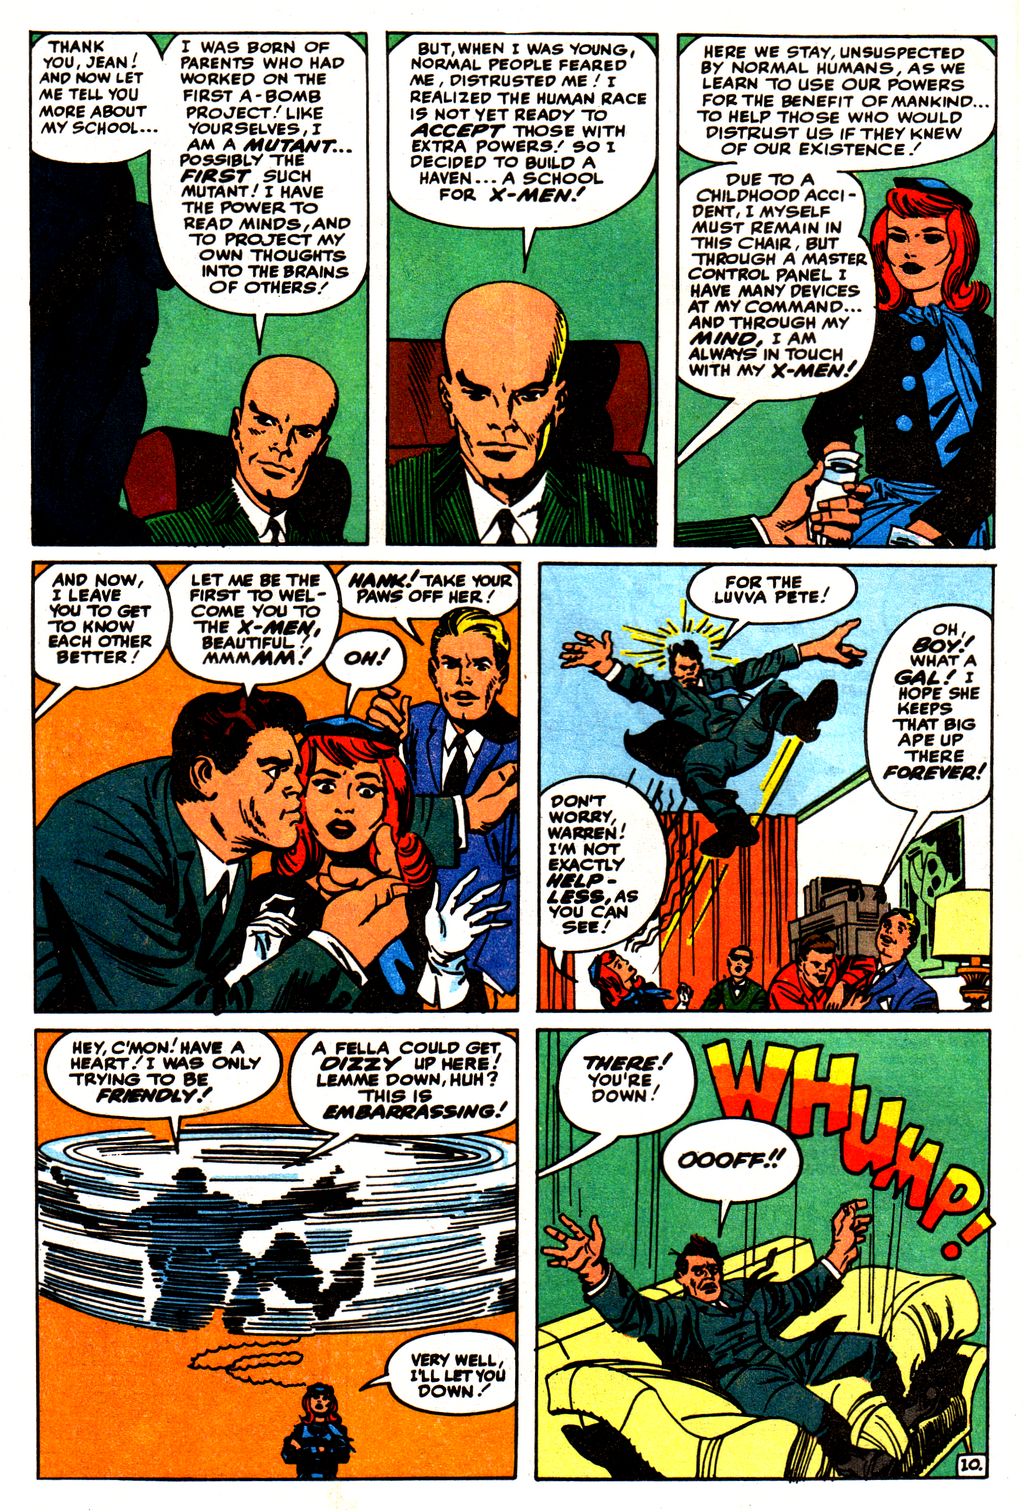 THANK
YOU, JEAN!
AND NOW LET
ME TELL YOU
MORE ABOUT
MY SCHOOL...
I WAS BORN OF
PARENTS WHO HAD
WORKED ON THE
FIRST A-BOMB
PROJECT! LIKE
YOURSELVES, I
AM A MUTANT...
POSSIBLY THE
FIRST SUCH
MUTANT! I HAVE
THE POWER TO
READ MINDS, AND
TO PROJECT MY
OWN THOUGHTS
INTO THE BRAINS
OF OTHERS!
BUT, WHEN I WAS YOUNG,
NORMAL PEOPLE FEARED
ME, DISTRUSTED ME! I
REALIZED THE HUMAN RACE
IS NOT YET READY TO
ACCEPT THOSE WITH
EXTRA POWERS! SO I
DECIDED TO BUILD A
HAVEN... A SCHOOL
FOR X-MEN!
HERE WE STAY, UNSUSPECTED
BY NORMAL HUMANS, AS WE
LEARN TO USE OUR POWERS
FOR THE BENEFIT OF MANKIND...
TO HELP THOSE WHO WOULD
DISTRUST US IF THEY KNEW
OF OUR EXISTENCE!
DUE TO A
CHILDHOOD ACCI-
DENT, I MYSELF
MUST REMAIN IN
THIS CHAIR, BUT
THROUGH A MASTER
CONTROL PANEL I
HAVE MANY DEVICES
AT MY COMMAND...
AND THROUGH MY
MIND, I AM
ALWAYS IN TOUCH
WITH MY X-MEN!
AND NOW,
I LEAVE
YOU TO GET
TO KNOW
EACH OTHER
BETTER!
LET ME BE THE
FIRST TO WEL-
COME YOU TO
THE X-MEN,
BEAUTIFUL!
MMMMM!
HANK! TAKE YOUR
PAWS OFF HER!
OH!
FOR THE
LUVVA PETE!
OH,
BOY!
WHAT A
GAL! I
HOPE SHE
KEEPS
THAT BIG
APE UP
THERE
FOREVER!
DON'T
WORRY,
WARREN!
I'M NOT
EXACTLY
HELP-
LESS, AS
YOU CAN
SEE!
HEY, C'MON! HAVE A
HEART! I WAS ONLY
TRYING TO BE
FRIENDLY!
A FELLA COULD GET
DIZZY UP HERE!
LEMME DOWN, HUH?
THIS IS
EMBARRASSING!
VERY WELL,
I'LL LET YOU
DOWN!
THERE!
YOU'RE
DOWN!
WHUMP!
OOOFF!!
10.